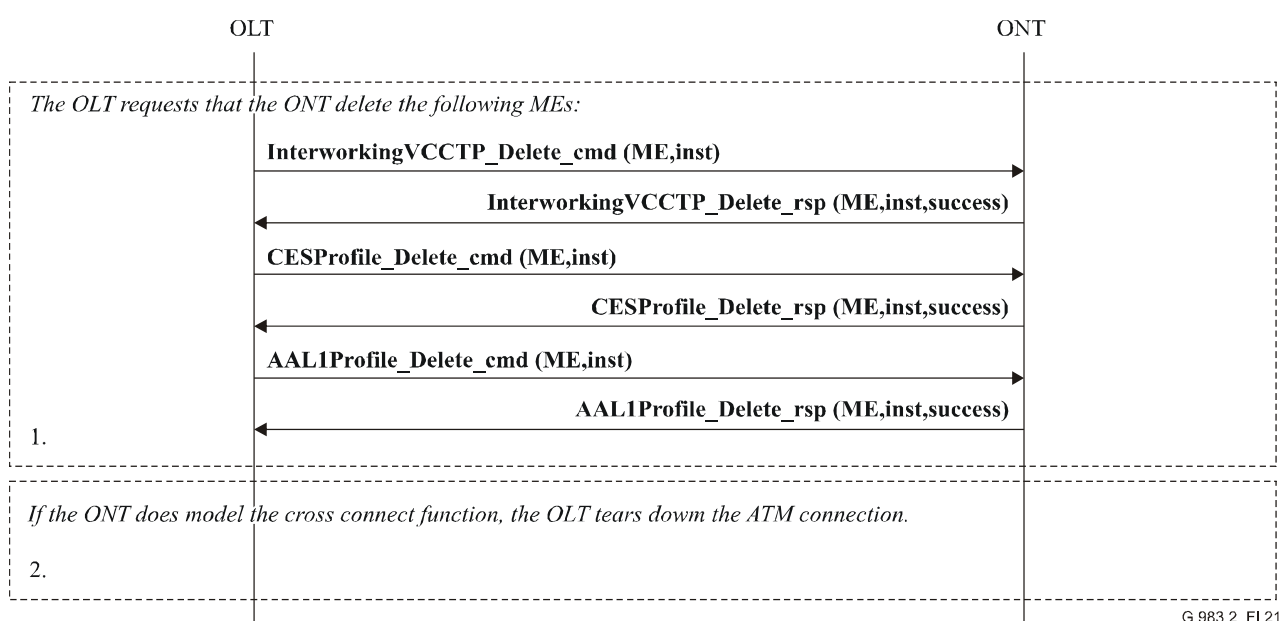 OLT
ONT
The OLT requests that the ONT delete the following MEs:
InterworkingVCCTP_Delete_cmd (ME,inst)
InterworkingVCCTP_Delete_rsp (ME,inst,success)
CESProfile_Delete_cmd (ME,inst)
CESProfile_Delete_rsp (ME,inst,success)
AAL1Profile_Delete_cmd (ME,inst)
AAL1Profile_Delete_rsp (ME,inst,success)
1.
If the ONT does model the cross connect function, the OLT tears dowm the ATM connection.
2.
G.983.2_FI.21